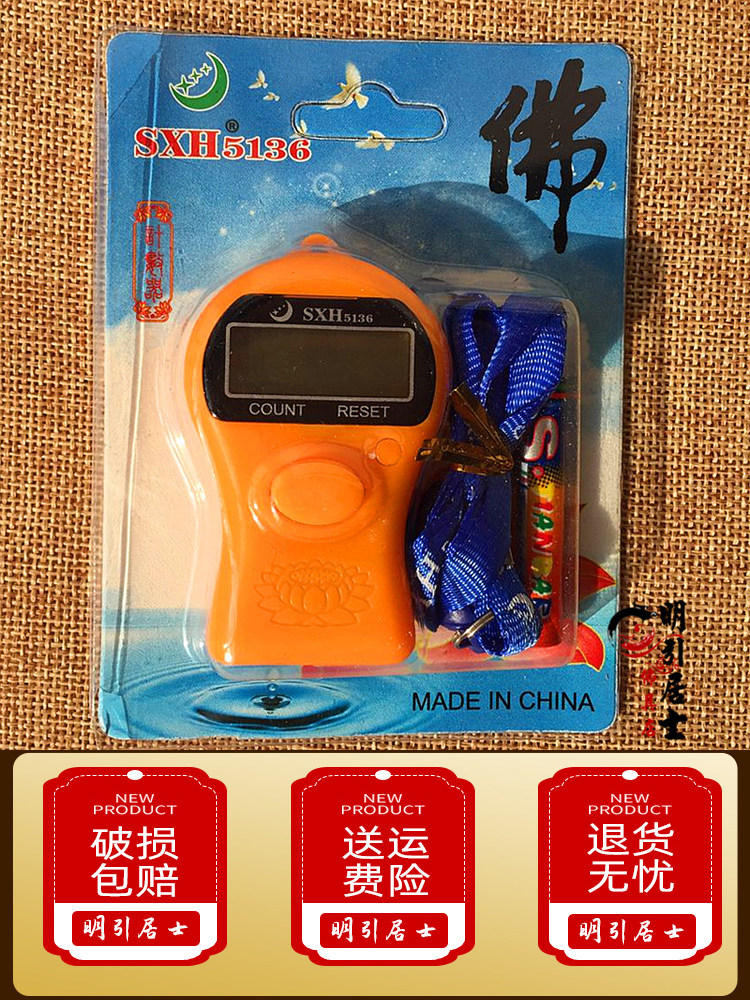 SXH5136®
佛
計數器
SXH5136
COUNT RESET
MADE IN CHINA
明引居士
NEW
PRODUCT
破损
包赔
明引居士
NEW
PRODUCT
送运
费险
明引居士
NEW
PRODUCT
退货
无忧
明引居士